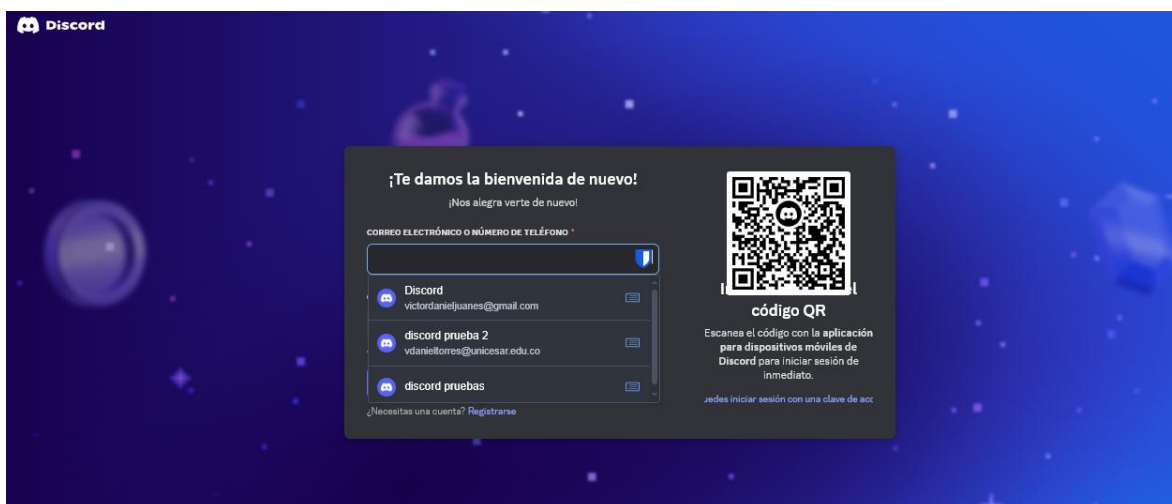 Discord
¡Te damos la bienvenida de nuevo!
¡Nos alegra verte de nuevo!
CORREO ELECTRÓNICO O NÚMERO DE TELÉFONO *
Discord
victordanieljuanes@gmail.com
discord prueba 2
vdanieltorres@unicesar.edu.co
discord pruebas
¿Necesitas una cuenta? Registrarse
código QR
Escanea el código con la aplicación
para dispositivos móviles de
Discord para iniciar sesión de
inmediato.
iniciar sesión con una clave de